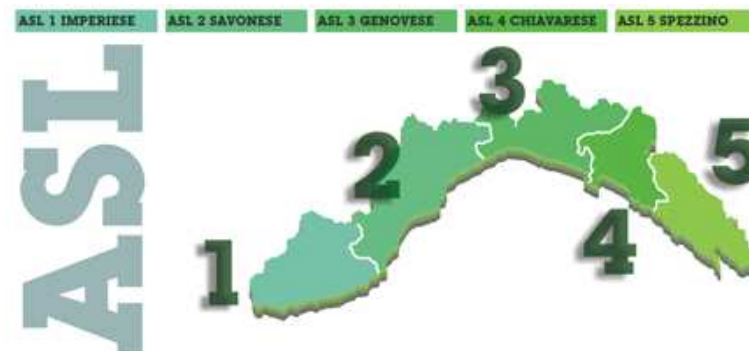 ASL 1 IMPERIESE
ASL 2 SAVONESE
ASL 3 GENOVESE
ASL 4 CHIAVARESE
ASL 5 SPEZZINO
ASL
1
2
3
4
5